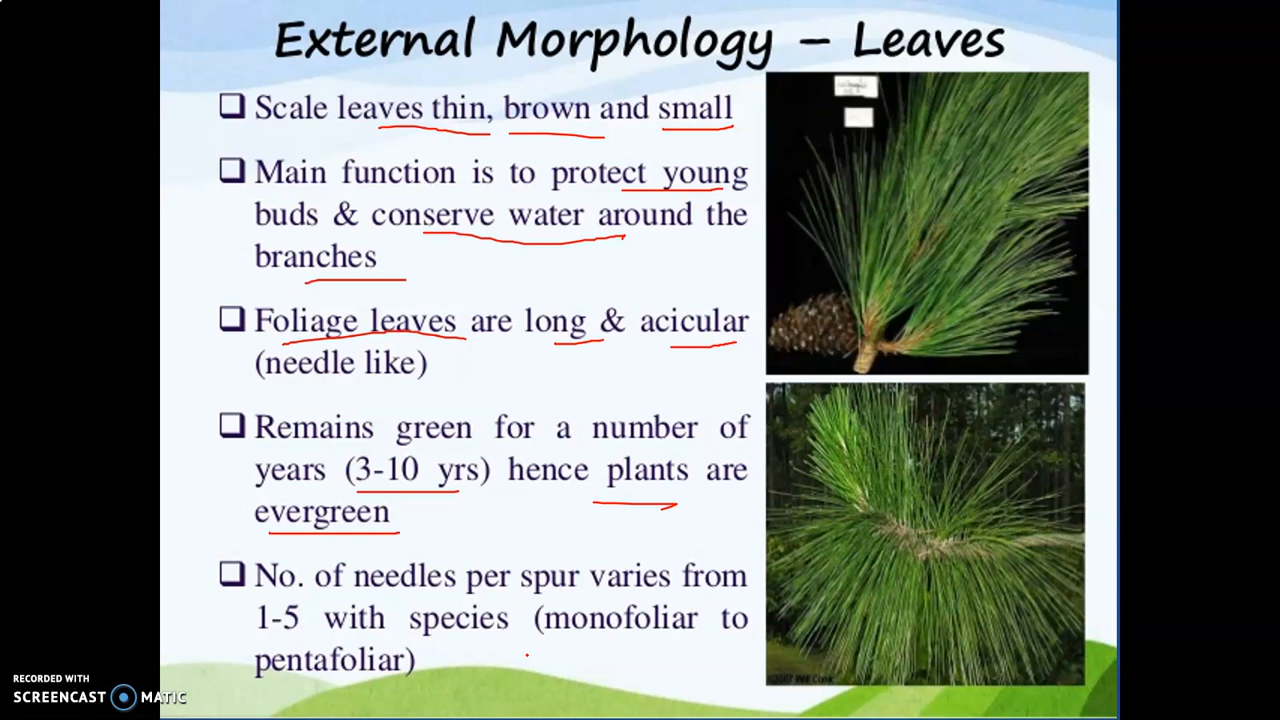 External Morphology – Leaves
Scale leaves thin, brown and small
Main function is to protect young
buds & conserve water around the
branches
Foliage leaves are long & acicular
(needle like)
Remains green for a number of
years (3-10 yrs) hence plants are
evergreen
No. of needles per spur varies from
1-5 with species (monofoliar to
pentafoliar)
©2007 Will Cook
RECORDED WITH
SCREENCAST MATIC